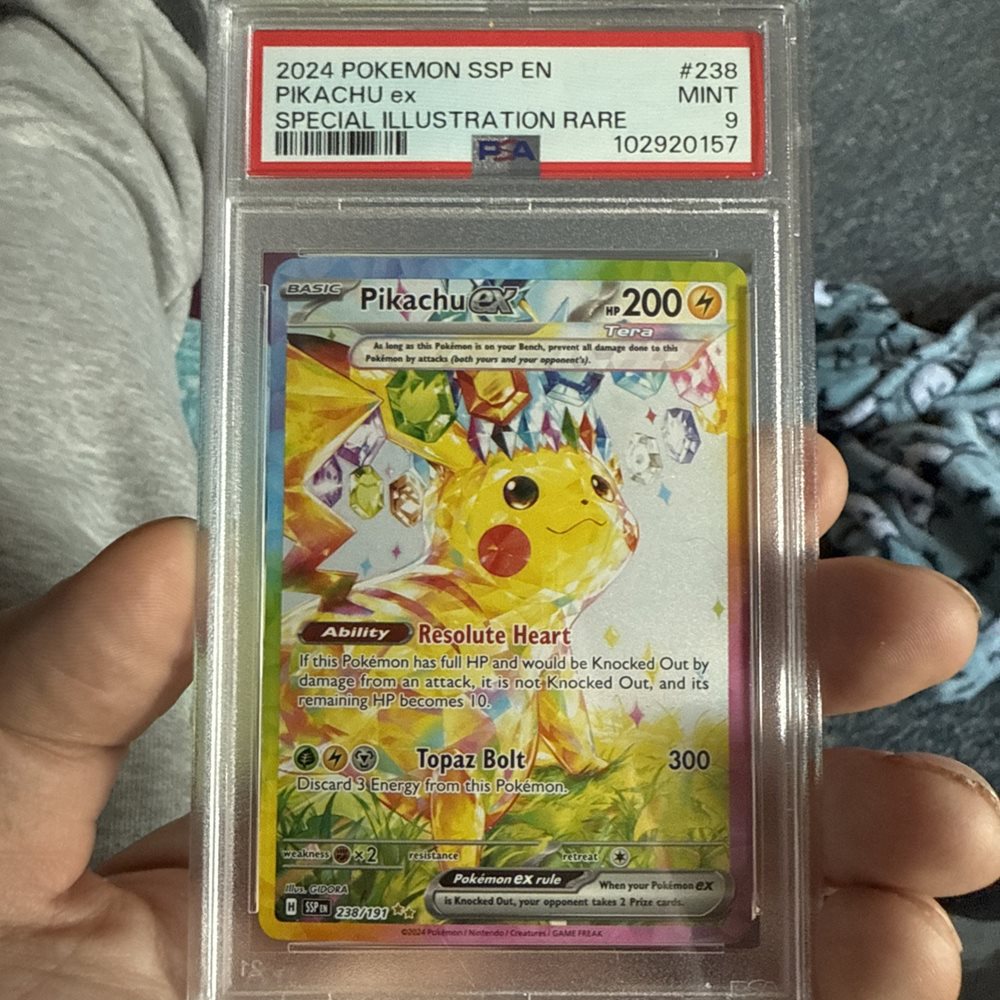 2024 POKEMON SSP EN #238
PIKACHU ex MINT
SPECIAL ILLUSTRATION RARE 9
PSA 102920157
BASIC Pikachu ex HP 200
Tera
As long as this Pokémon is on your Bench, prevent all damage done to this
Pokémon by attacks (both yours and your opponent's).
Ability Resolute Heart
If this Pokémon has full HP and would be Knocked Out by
damage from an attack, it is not Knocked Out, and its
remaining HP becomes 10.
Topaz Bolt 300
Discard 3 Energy from this Pokémon.
weakness ×2 resistance retreat
Pokémon ex rule When your Pokémon ex
is Knocked Out, your opponent takes 2 Prize cards.
Illus. GIDORA
H SSP EN 238/191
©2024 Pokémon / Nintendo / Creatures / GAME FREAK